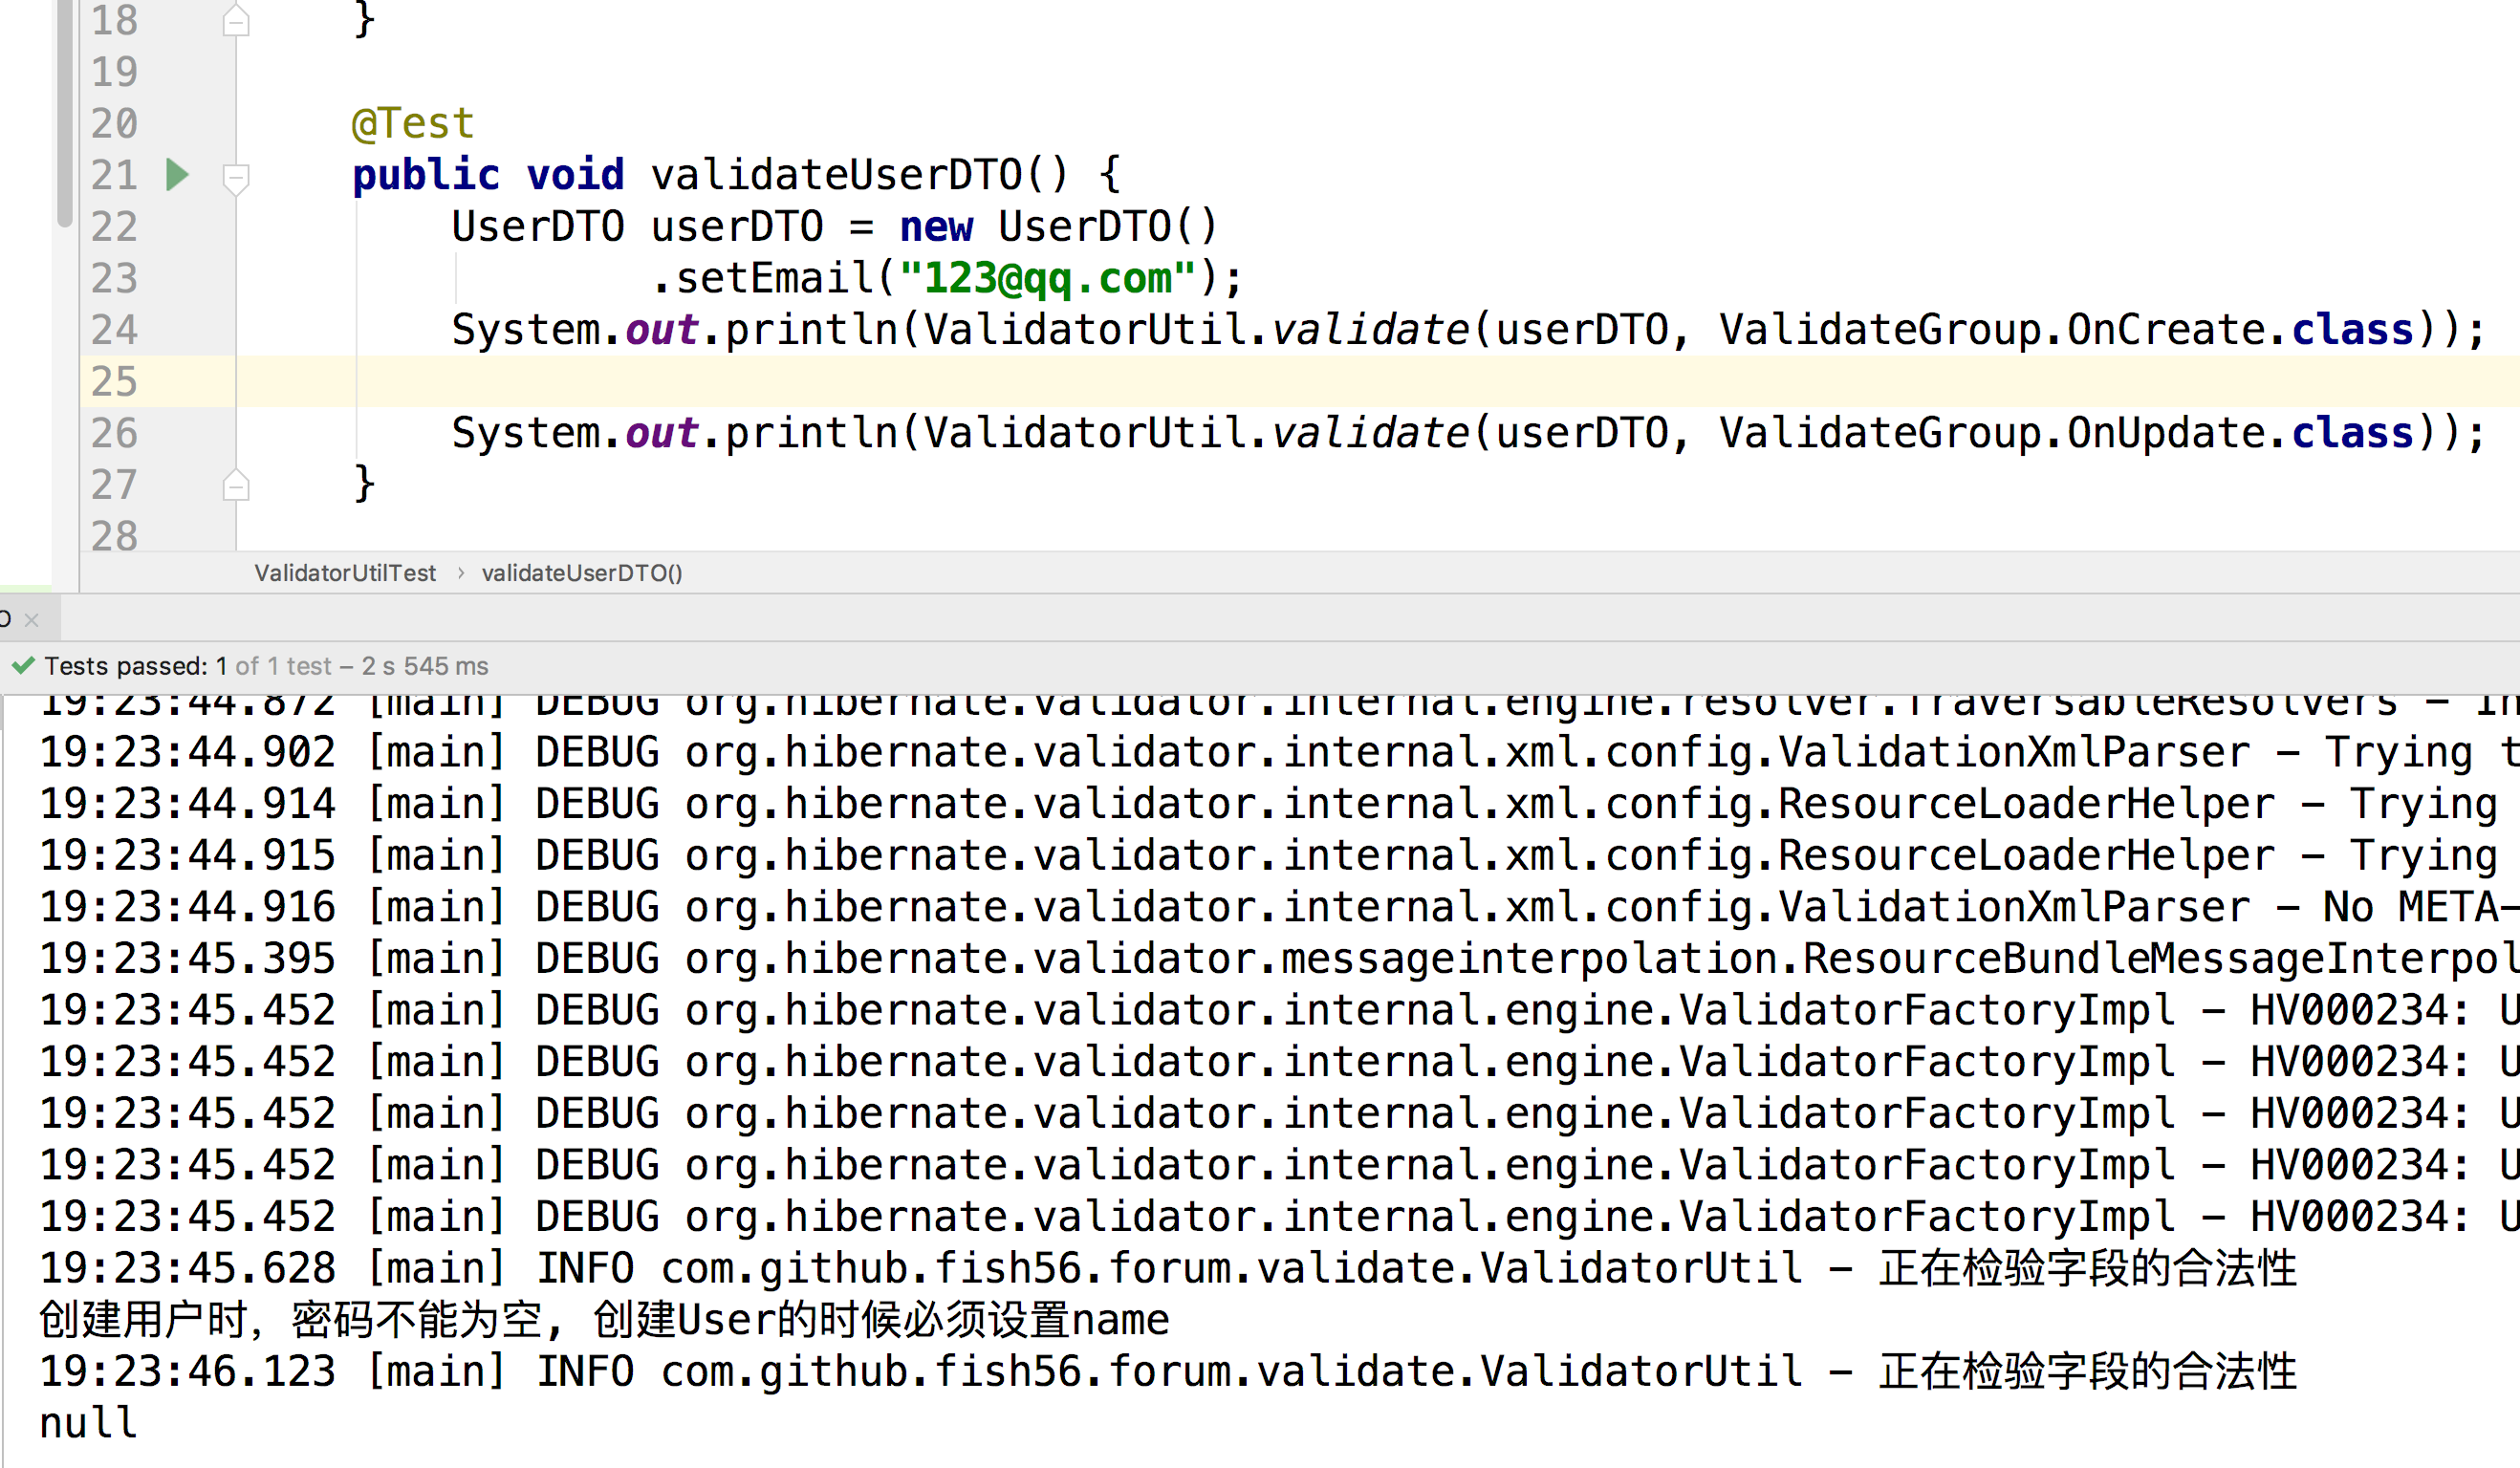 18 }
19
20 @Test
21 public void validateUserDTO() {
22 UserDTO userDTO = new UserDTO()
23 .setEmail("123@qq.com");
24 System.out.println(ValidatorUtil.validate(userDTO, ValidateGroup.OnCreate.class));
25
26 System.out.println(ValidatorUtil.validate(userDTO, ValidateGroup.OnUpdate.class));
27 }
28
ValidatorUtilTest › validateUserDTO()
O ×
Tests passed: 1 of 1 test – 2 s 545 ms
19:23:44.872 [main] DEBUG org.hibernate.validator.internal.engine.resolver.TraversableResolvers -
19:23:44.902 [main] DEBUG org.hibernate.validator.internal.xml.config.ValidationXmlParser - Trying t
19:23:44.914 [main] DEBUG org.hibernate.validator.internal.xml.config.ResourceLoaderHelper - Trying
19:23:44.915 [main] DEBUG org.hibernate.validator.internal.xml.config.ResourceLoaderHelper - Trying
19:23:44.916 [main] DEBUG org.hibernate.validator.internal.xml.config.ValidationXmlParser - No META-
19:23:45.395 [main] DEBUG org.hibernate.validator.messageinterpolation.ResourceBundleMessageInterpol
19:23:45.452 [main] DEBUG org.hibernate.validator.internal.engine.ValidatorFactoryImpl - HV000234: U
19:23:45.452 [main] DEBUG org.hibernate.validator.internal.engine.ValidatorFactoryImpl - HV000234: U
19:23:45.452 [main] DEBUG org.hibernate.validator.internal.engine.ValidatorFactoryImpl - HV000234: U
19:23:45.452 [main] DEBUG org.hibernate.validator.internal.engine.ValidatorFactoryImpl - HV000234: U
19:23:45.452 [main] DEBUG org.hibernate.validator.internal.engine.ValidatorFactoryImpl - HV000234: U
19:23:45.628 [main] INFO com.github.fish56.forum.validate.ValidatorUtil - 正在检验字段的合法性
创建用户时，密码不能为空, 创建User的时候必须设置name
19:23:46.123 [main] INFO com.github.fish56.forum.validate.ValidatorUtil - 正在检验字段的合法性
null